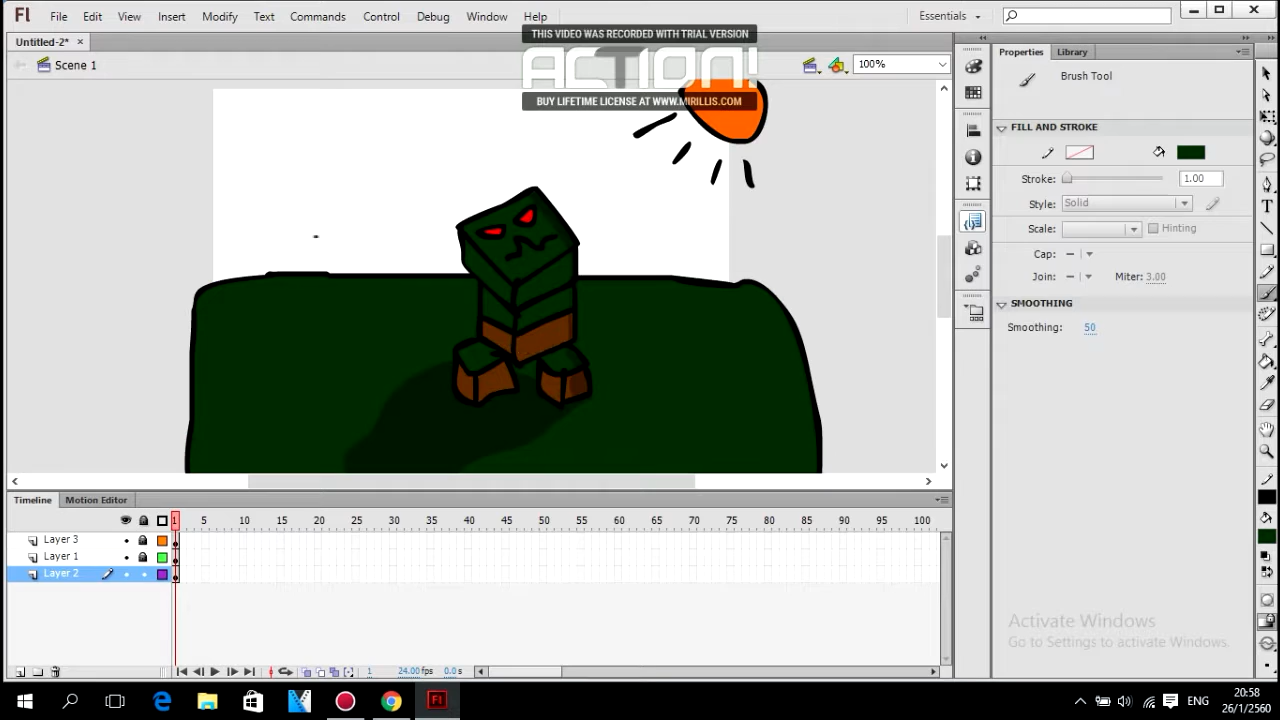 Fl File Edit View Insert Modify Text Commands Control Debug Window Help Essentials
THIS VIDEO WAS RECORDED WITH TRIAL VERSION
Untitled-2* ×
ACTION!
Properties Library
Scene 1
100%
Brush Tool
BUY LIFETIME LICENSE AT WWW.MIRILLIS.COM
FILL AND STROKE
Stroke: 1.00
Style: Solid
Scale: Hinting
Cap:
Join: Miter: 3.00
SMOOTHING
Smoothing: 50
Timeline Motion Editor
1 5 10 15 20 25 30 35 40 45 50 55 60 65 70 75 80 85 90 95 100
Layer 3
Layer 1
Layer 2
Activate Windows
Go to Settings to activate Windows.
1 24.00 fps 0.0 s
Fl
ENG
20:58
26/1/2560